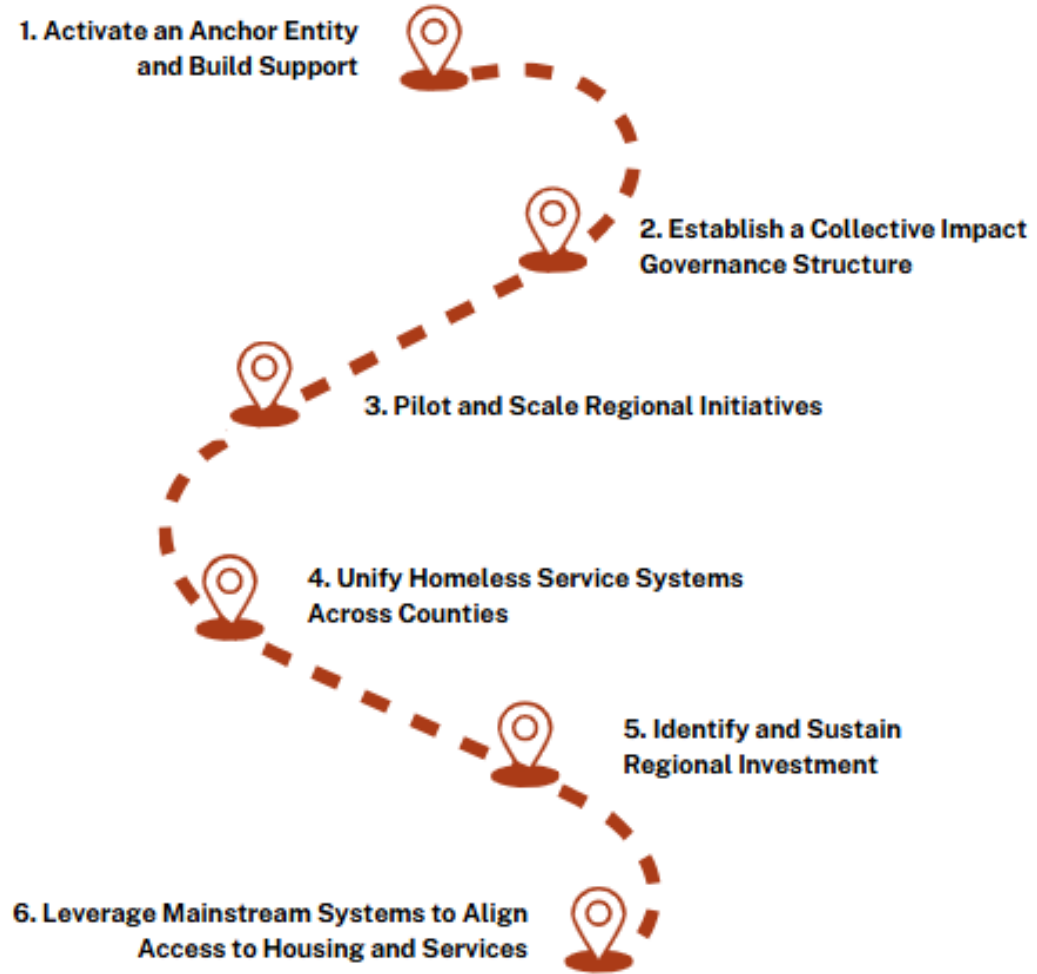 1. Activate an Anchor Entity
and Build Support
2. Establish a Collective Impact
Governance Structure
3. Pilot and Scale Regional Initiatives
4. Unify Homeless Service Systems
Across Counties
5. Identify and Sustain
Regional Investment
6. Leverage Mainstream Systems to Align
Access to Housing and Services